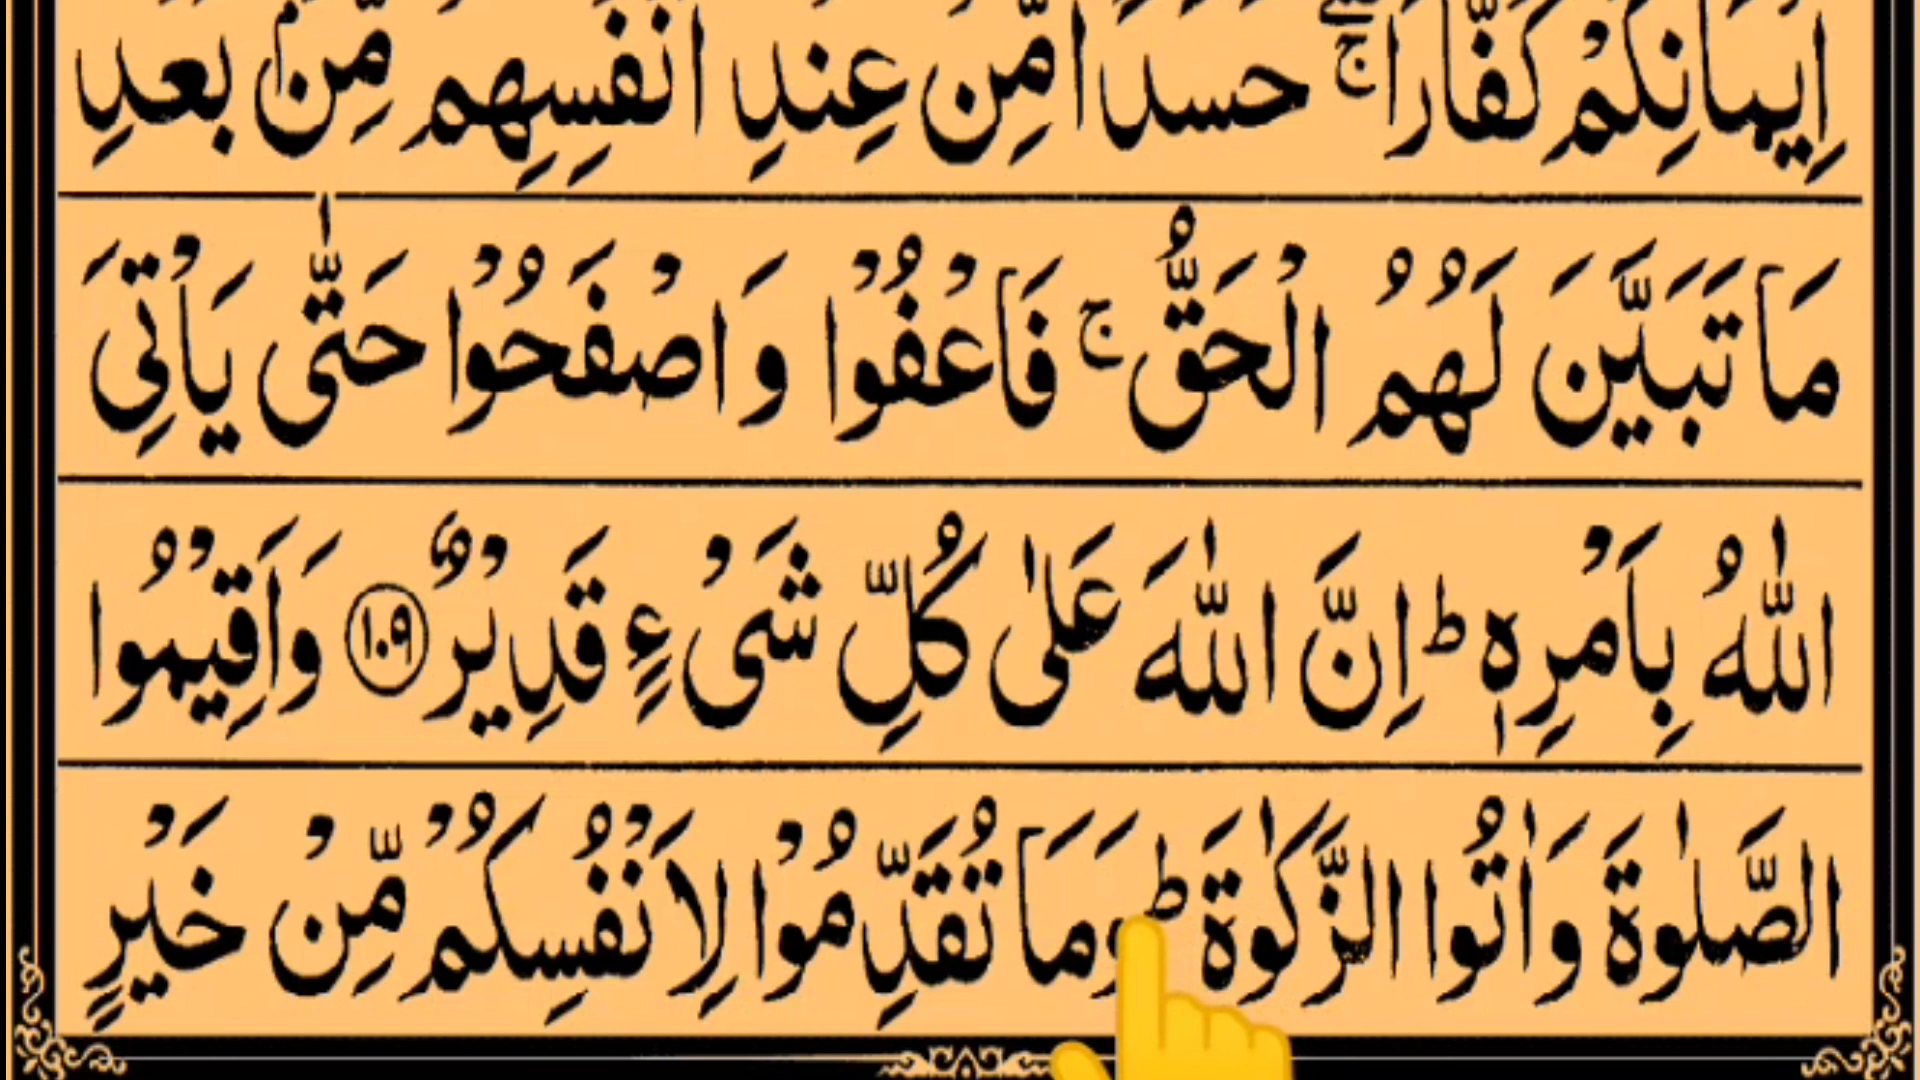 اِيْمَانِكُمْ كُفَّارًا ۚۖ حَسَدًا مِّنْ عِنْدِ اَنْفُسِهِمْ مِّنْۢ بَعْدِ
مَا تَبَيَّنَ لَهُمُ الْحَقُّ ۚ فَاعْفُوْا وَاصْفَحُوْا حَتّٰى يَاْتِىَ
اللّٰهُ بِاَمْرِهٖ ؕ اِنَّ اللّٰهَ عَلٰى كُلِّ شَىْءٍ قَدِيْرٌ ﴿۱۰۹﴾ وَاَقِيْمُوا
الصَّلٰوةَ وَاٰتُوا الزَّكٰوةَ ؕ وَمَا تُقَدِّمُوْا لِاَنْفُسِكُمْ مِّنْ خَيْرٍ